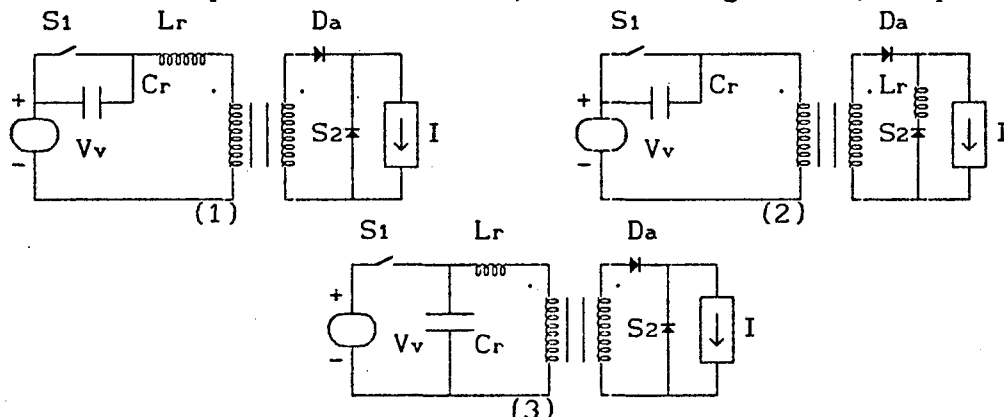 S1 Lr Da
+ Cr S2 I
- Vv
(1)
S1 Da
+ Cr Lr S2 I
- Vv
(2)
S1 Lr Da
+ Vv Cr S2 I
-
(3)